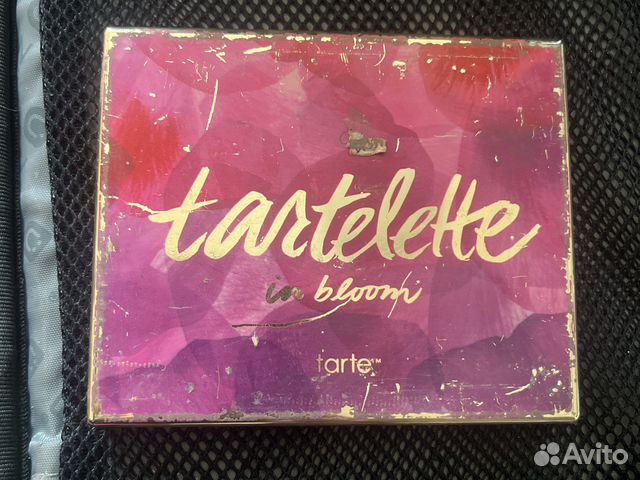 tartelette
in bloom
tarte™
Avito